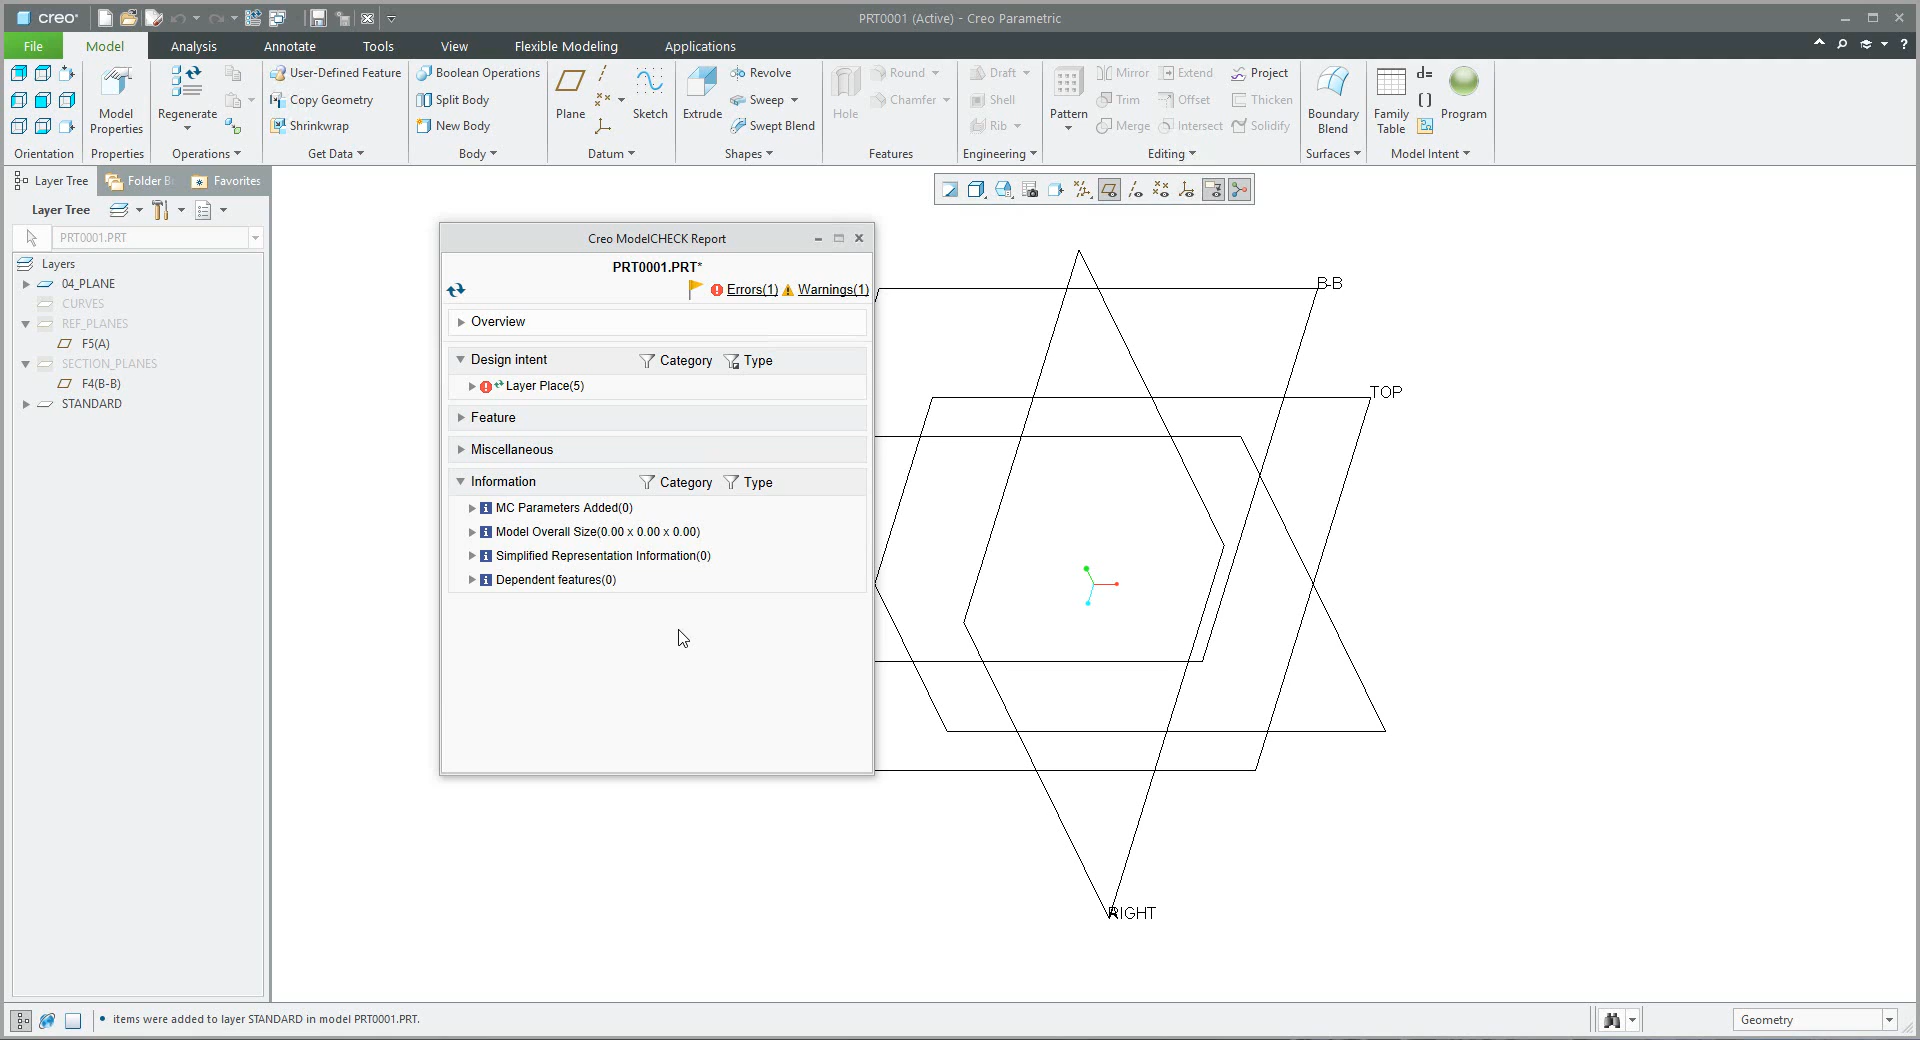 creo°
PRT0001 (Active) - Creo Parametric
File Model Analysis Annotate Tools View Flexible Modeling Applications
Model Properties
Properties
Orientation
Regenerate
Operations
User-Defined Feature
Copy Geometry
Shrinkwrap
Get Data
Boolean Operations
Split Body
New Body
Body
Plane
Sketch
Datum
Extrude
Revolve
Sweep
Swept Blend
Shapes
Hole
Round
Chamfer
Features
Draft
Shell
Rib
Engineering
Pattern
Mirror Extend Project
Trim Offset Thicken
Merge Intersect Solidify
Editing
Boundary Blend
Surfaces
Family Table
d=
Program
Model Intent
Layer Tree Folder B Favorites
Layer Tree
PRT0001.PRT
Layers
04_PLANE
CURVES
REF_PLANES
F5(A)
SECTION_PLANES
F4(B-B)
STANDARD
Creo ModelCHECK Report
PRT0001.PRT*
Errors(1) Warnings(1)
Overview
Design intent Category Type
Layer Place(5)
Feature
Miscellaneous
Information Category Type
MC Parameters Added(0)
Model Overall Size(0.00 x 0.00 x 0.00)
Simplified Representation Information(0)
Dependent features(0)
B-B
TOP
RIGHT
items were added to layer STANDARD in model PRT0001.PRT.
Geometry